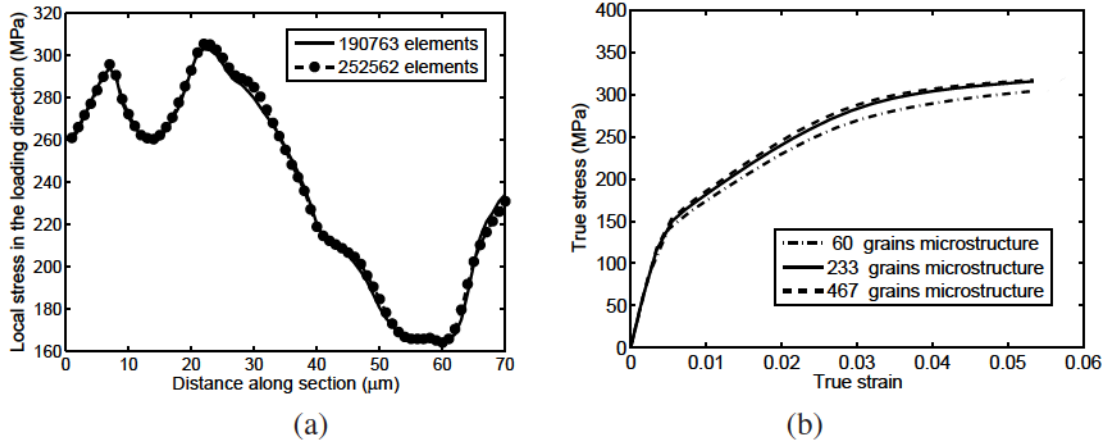 Local stress in the loading direction (MPa)
320
300
280
260
240
220
200
180
160
190763 elements
252562 elements
0 10 20 30 40 50 60 70
Distance along section (μm)
(a)
True stress (MPa)
400
350
300
250
200
150
100
50
0
60 grains microstructure
233 grains microstructure
467 grains microstructure
0 0.01 0.02 0.03 0.04 0.05 0.06
True strain
(b)